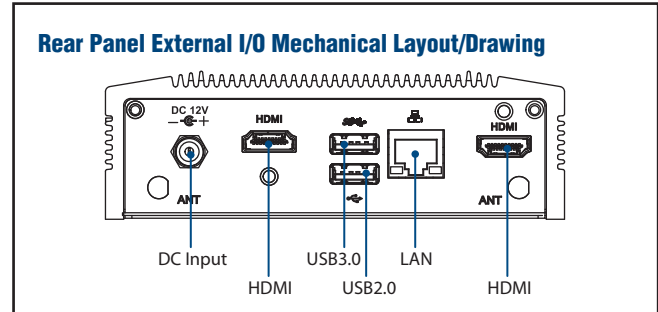 Rear Panel External I/O Mechanical Layout/Drawing
DC 12V
HDMI
HDMI
ANT
ANT
DC Input
USB3.0
LAN
HDMI
USB2.0
HDMI